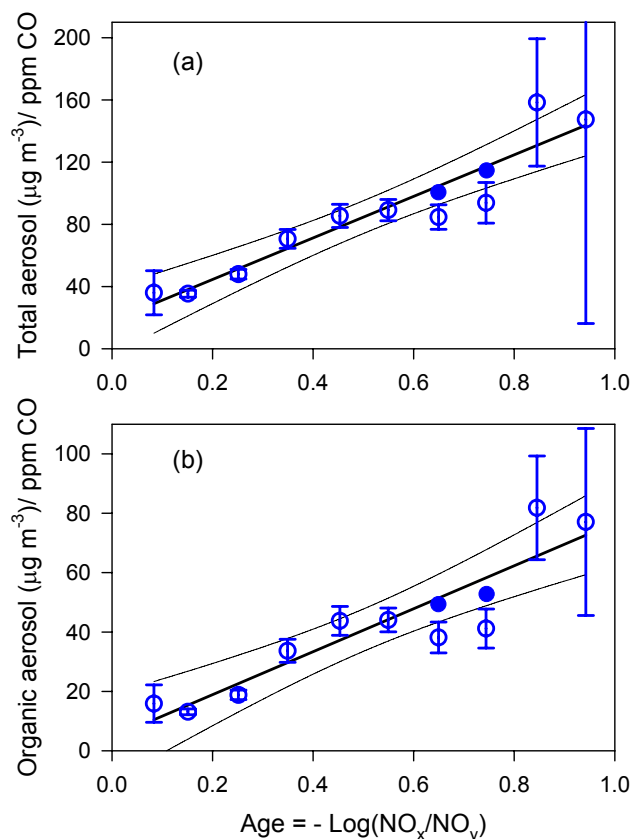 Total aerosol (µg m⁻³)/ ppm CO
200
160
120
80
40
0
(a)
0.0 0.2 0.4 0.6 0.8 1.0
Organic aerosol (µg m⁻³)/ ppm CO
100
80
60
40
20
0
(b)
0.0 0.2 0.4 0.6 0.8 1.0
Age = - Log(NOₓ/NOᵧ)